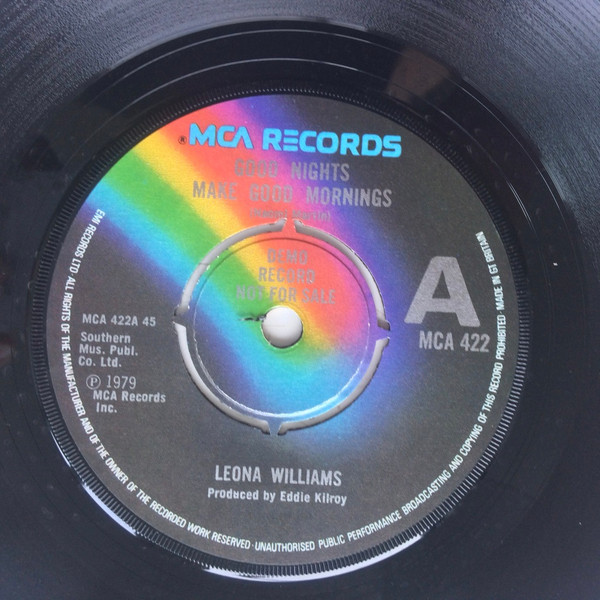 ® MCA RECORDS
GOOD NIGHTS
MAKE GOOD MORNINGS
DEMO
RECORD
NOT FOR SALE
A
MCA 422
MCA 422A 45
Southern
Mus. Publ.
Co. Ltd.
℗ 1979
MCA Records
Inc.
LEONA WILLIAMS
Produced by Eddie Kilroy
EMI RECORDS LTD ALL RIGHTS OF THE MANUFACTURER AND OF THE OWNER OF THE RECORDED WORK RESERVED · UNAUTHORISED PUBLIC PERFORMANCE BROADCASTING AND COPYING OF THIS RECORD PROHIBITED · MADE IN GT BRITAIN